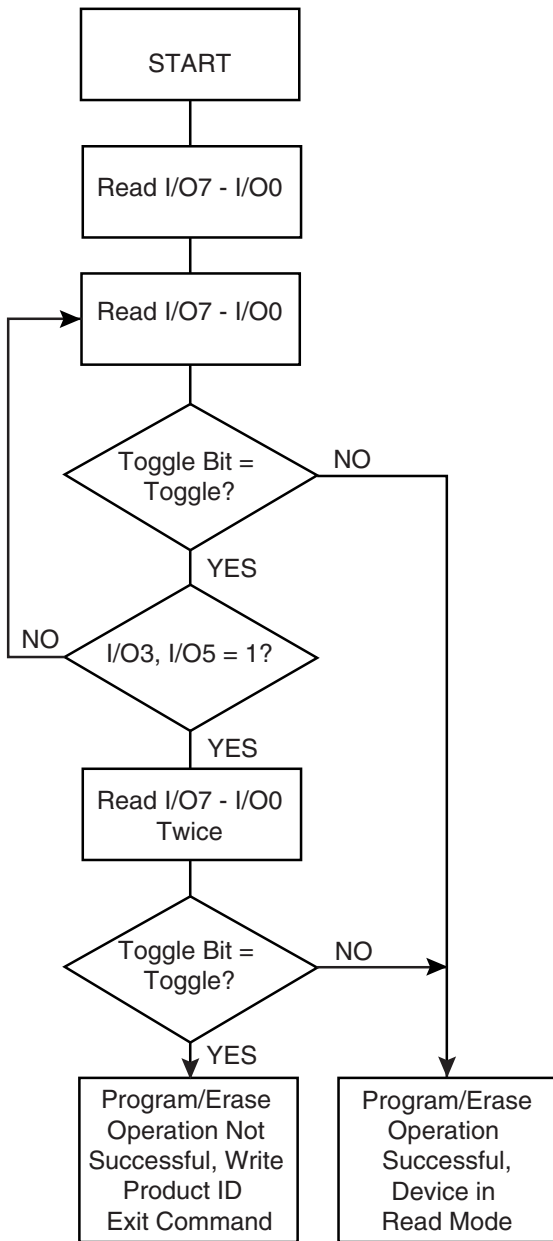 START
Read I/O7 - I/O0
Read I/O7 - I/O0
Toggle Bit =
Toggle?
NO
YES
NO
I/O3, I/O5 = 1?
YES
Read I/O7 - I/O0
Twice
Toggle Bit =
Toggle?
NO
YES
Program/Erase
Operation Not
Successful, Write
Product ID
Exit Command
Program/Erase
Operation
Successful,
Device in
Read Mode